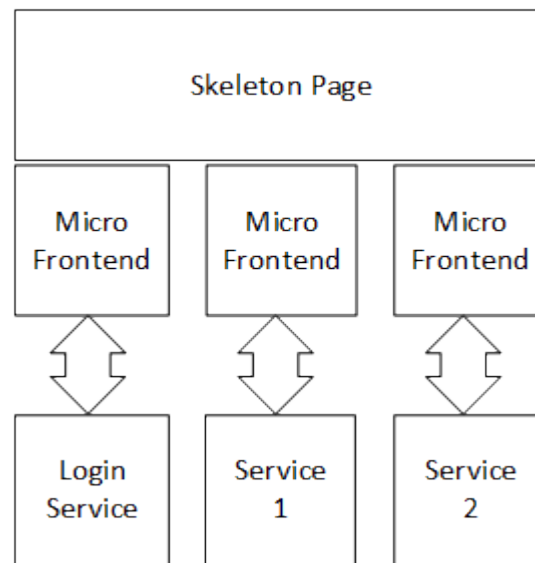 Skeleton Page
Micro
Frontend
Micro
Frontend
Micro
Frontend
Login
Service
Service
1
Service
2